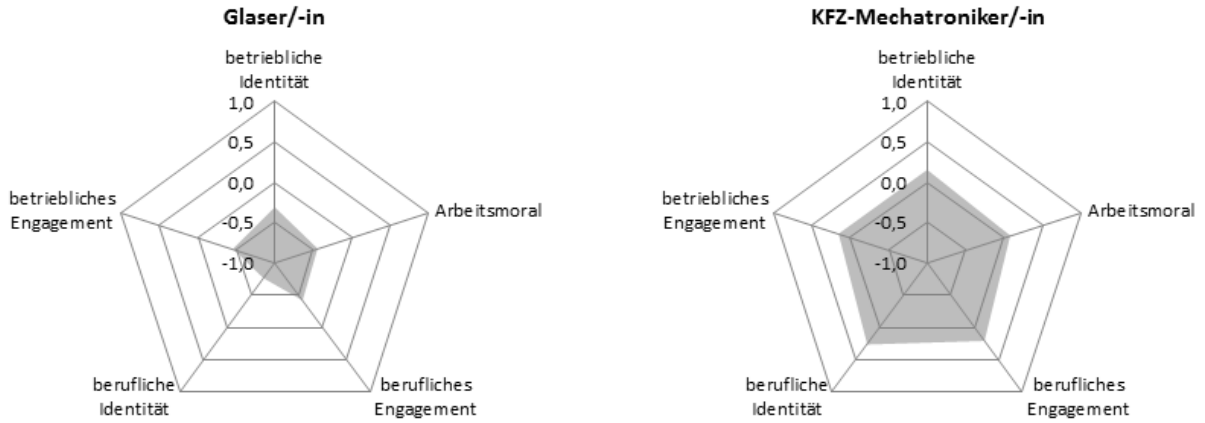 Glaser/-in
betriebliche
Identität
1,0
0,5
0,0
-0,5
-1,0
betriebliches
Engagement
Arbeitsmoral
berufliche
Identität
berufliches
Engagement
KFZ-Mechatroniker/-in
betriebliche
Identität
1,0
0,5
0,0
-0,5
-1,0
betriebliches
Engagement
Arbeitsmoral
berufliche
Identität
berufliches
Engagement